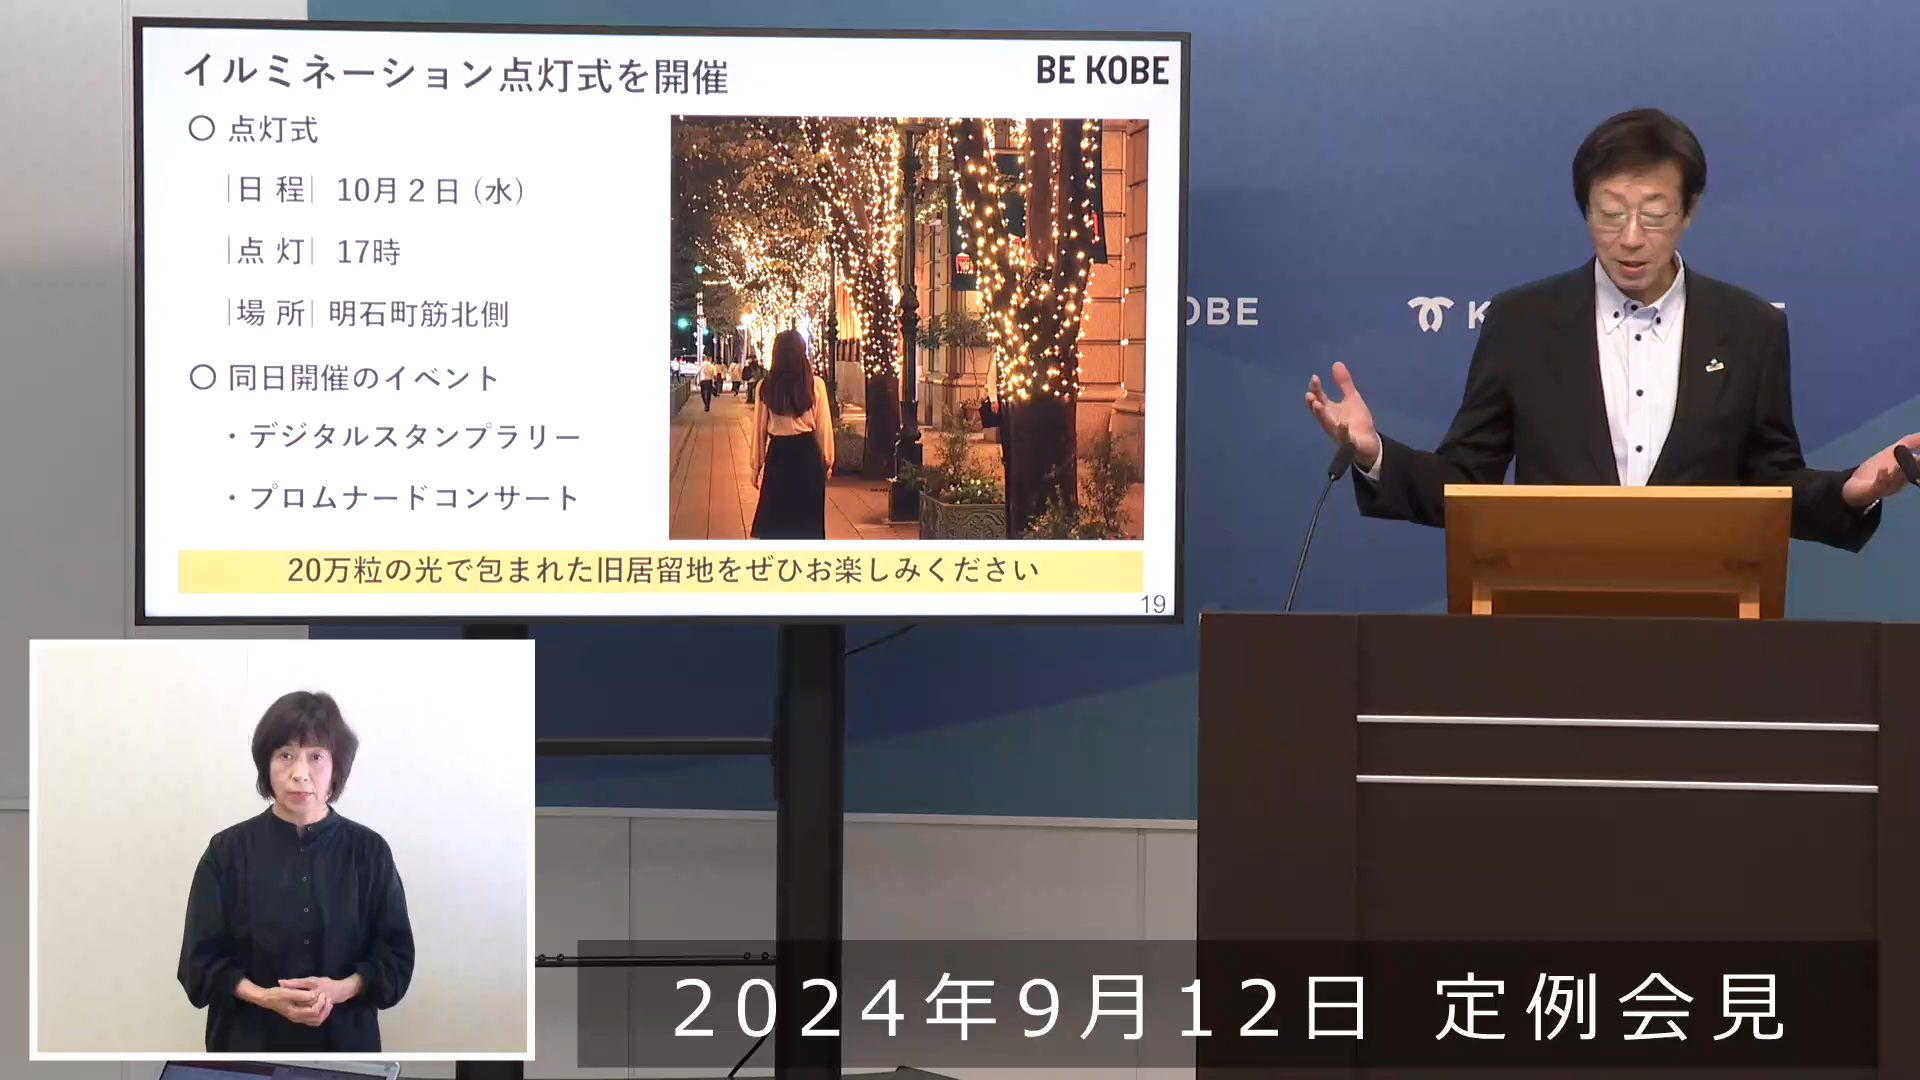 イルミネーション点灯式を開催
BE KOBE
〇 点灯式
|日 程| 10月2日(水)
|点 灯| 17時
|場 所| 明石町筋北側
〇 同日開催のイベント
・デジタルスタンプラリー
・プロムナードコンサート
20万粒の光で包まれた旧居留地をぜひお楽しみください
19
OBE
K
E
2024年9月12日 定例会見